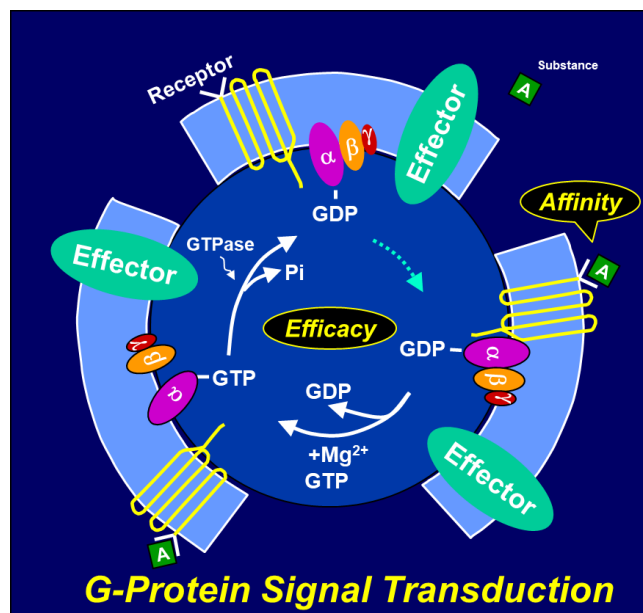 Substance
A
Receptor
Effector
α
β
γ
GDP
Affinity
A
GTPase
Pi
Effector
Efficacy
GDP
α
β
γ
γ
β
α
GTP
GDP
+Mg²⁺
GTP
Effector
A
G-Protein Signal Transduction